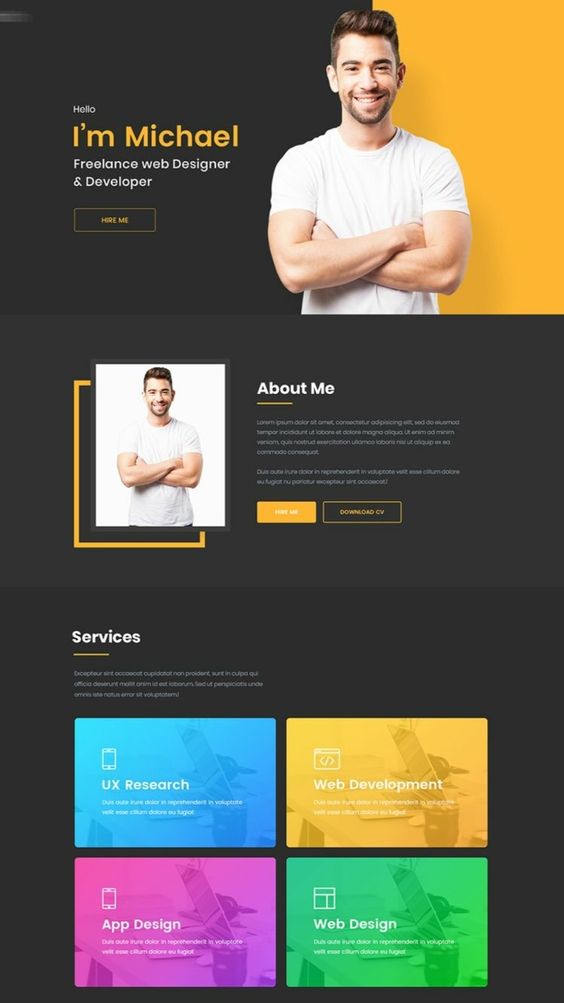 Hello
I'm Michael
Freelance web Designer
& Developer
HIRE ME
About Me
Lorem ipsum dolor sit amet, consectetur adipisicing elit, sed do eiusmod
tempor incididunt ut labore et dolore magna aliqua. Ut enim ad minim
veniam, quis nostrud exercitation ullamco laboris nisi ut aliquip ex ea
commodo consequat.
Duis aute irure dolor in reprehenderit in voluptate velit esse cillum dolore
eu fugiat nu pariatur excepteur sint occaecat.!
HIRE ME
DOWNLOAD CV
Services
Excepteur sint occaecat cupidatat non proident, sunt in culpa qui
officia deserunt mollit anim id est laborum. Sed ut perspiciatis unde
omnis iste natus error sit voluptatem.!
UX Research
Duis aute irure dolor in reprehenderit in voluptate
velit esse cillum dolore eu fugiat
Web Development
Duis aute irure dolor in reprehenderit in voluptate
velit esse cillum dolore eu fugiat
App Design
Duis aute irure dolor in reprehenderit in voluptate
velit esse cillum dolore eu fugiat
Web Design
Duis aute irure dolor in reprehenderit in voluptate
velit esse cillum dolore eu fugiat